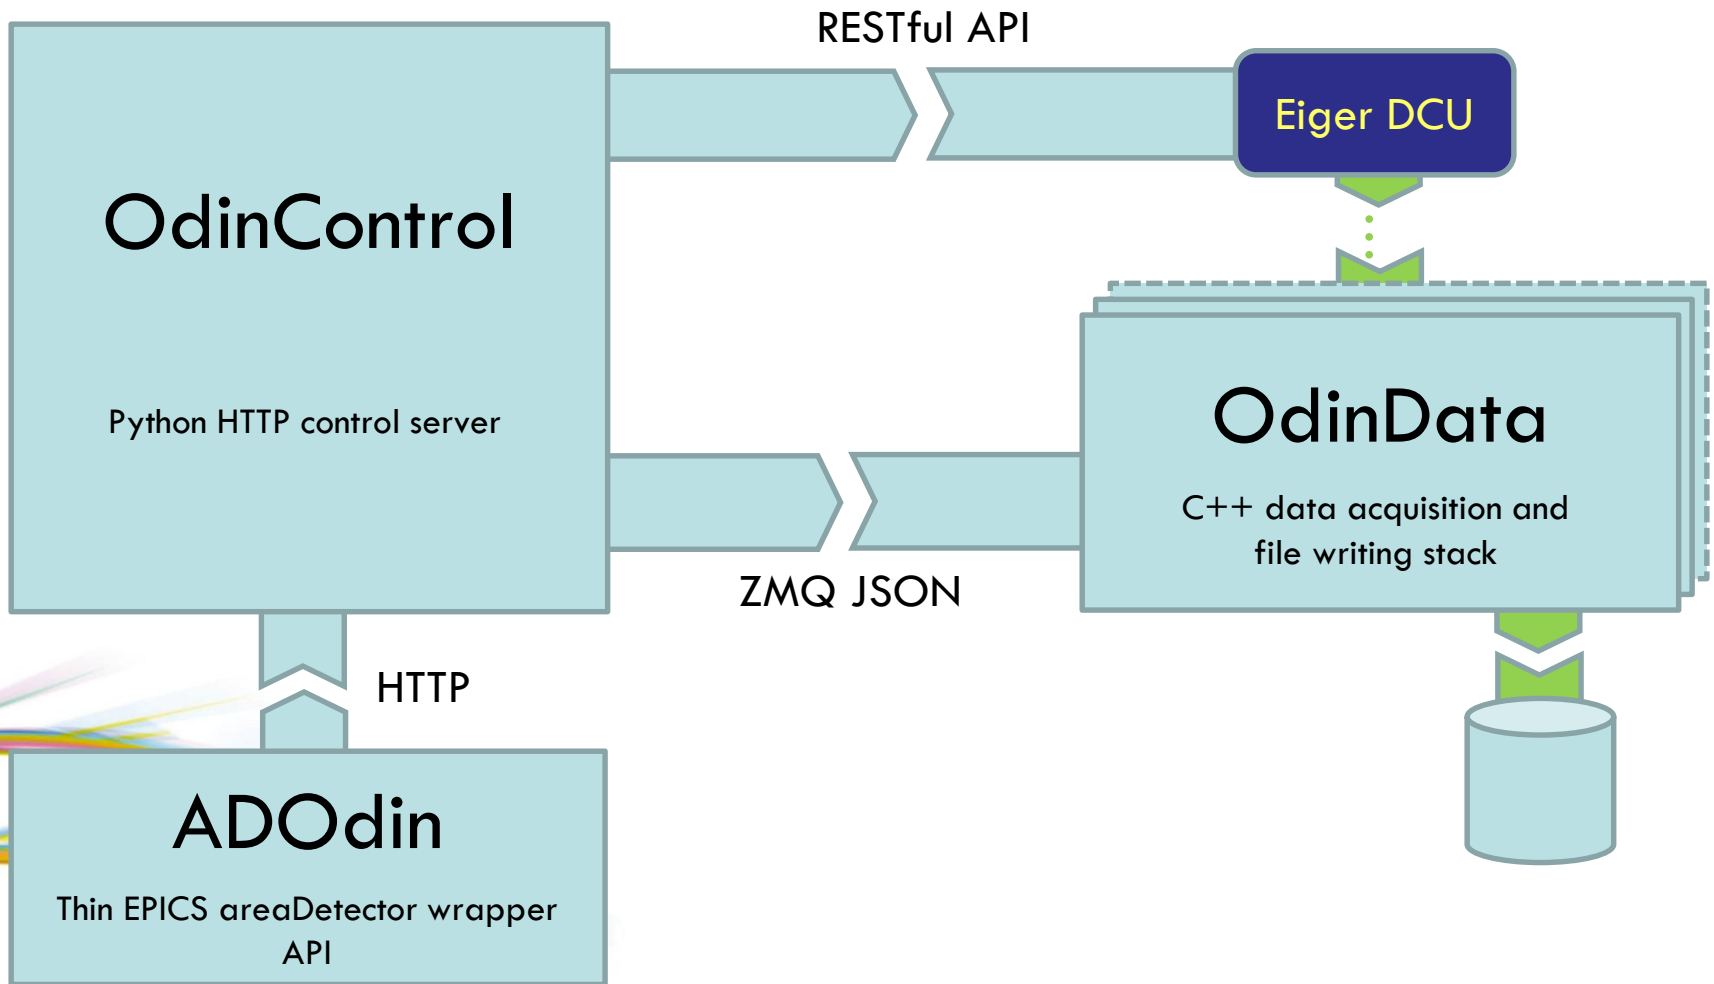 RESTful API
Eiger DCU
OdinControl
Python HTTP control server
OdinData
C++ data acquisition and
file writing stack
ZMQ JSON
HTTP
ADOdin
Thin EPICS areaDetector wrapper
API